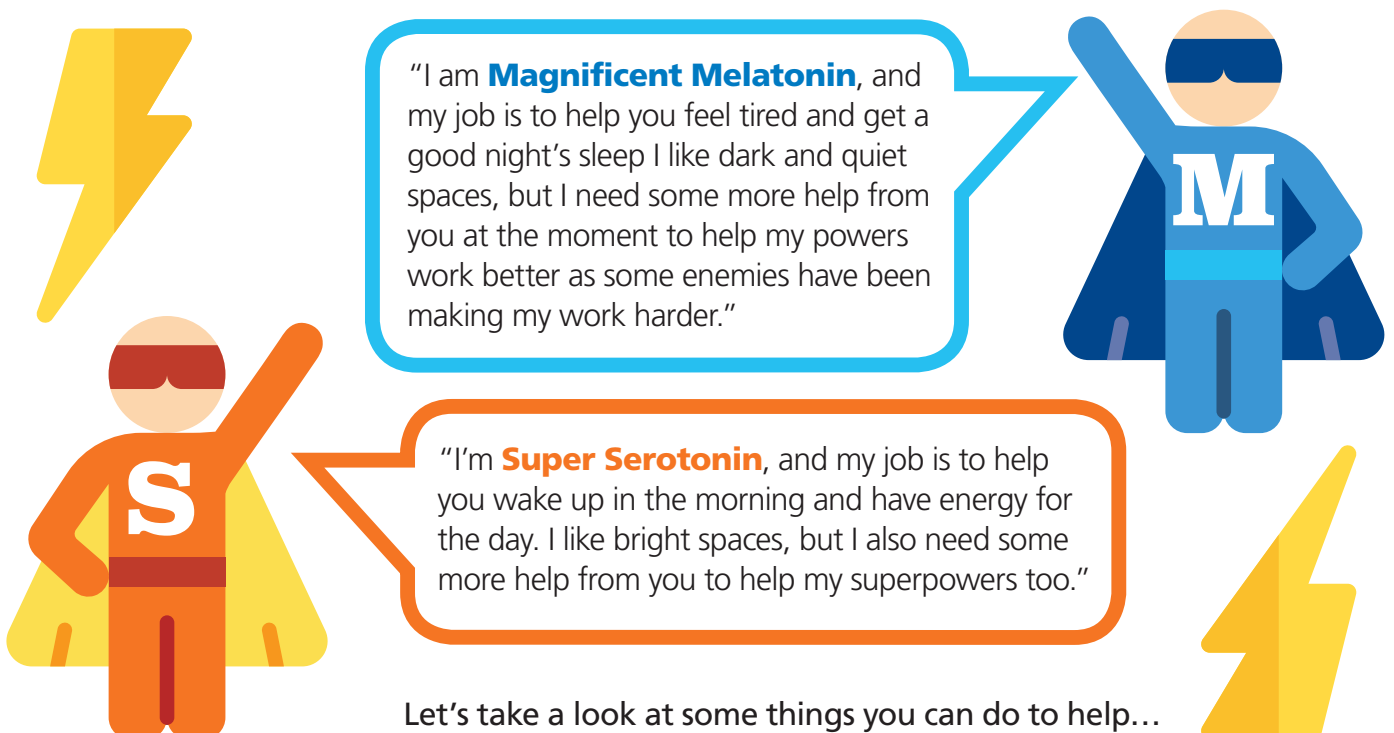 “I am Magnificent Melatonin, and
my job is to help you feel tired and get a
good night’s sleep I like dark and quiet
spaces, but I need some more help from
you at the moment to help my powers
work better as some enemies have been
making my work harder.”
M
S
“I’m Super Serotonin, and my job is to help
you wake up in the morning and have energy for
the day. I like bright spaces, but I also need some
more help from you to help my superpowers too.”
Let’s take a look at some things you can do to help…